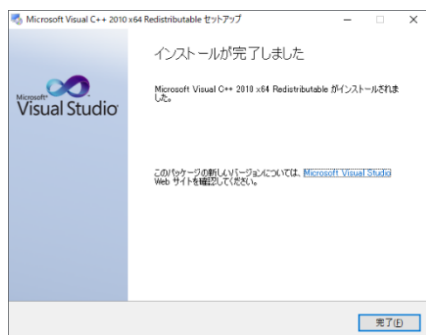 Microsoft Visual C++ 2010 x64 Redistributable セットアップ
インストールが完了しました
Microsoft
Visual Studio
Microsoft Visual C++ 2010 x64 Redistributable がインストールされま
した。
このパッケージの新しいバージョンについては、Microsoft Visual Studio
Web サイトを確認してください。
完了(F)